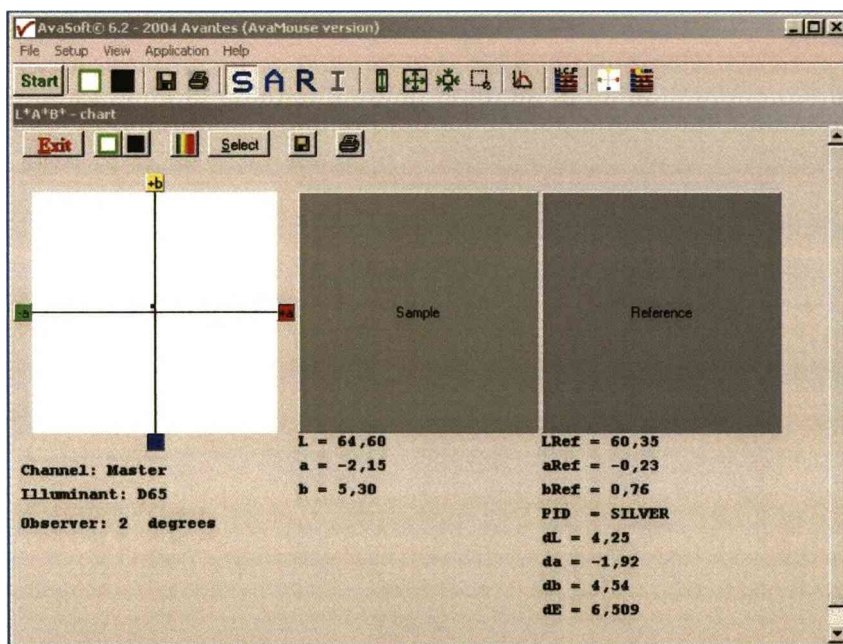 AvaSoft© 6.2 - 2004 Avantes (AvaMouse version)
File Setup View Application Help
Start S A R I
L*A*B* - chart
Exit Select
+b
-a
+a
Sample
Reference
L = 64,60
a = -2,15
b = 5,30
LRef = 60,35
aRef = -0,23
bRef = 0,76
PID = SILVER
dL = 4,25
da = -1,92
db = 4,54
dE = 6,509
Channel: Master
Illuminant: D65
Observer: 2 degrees